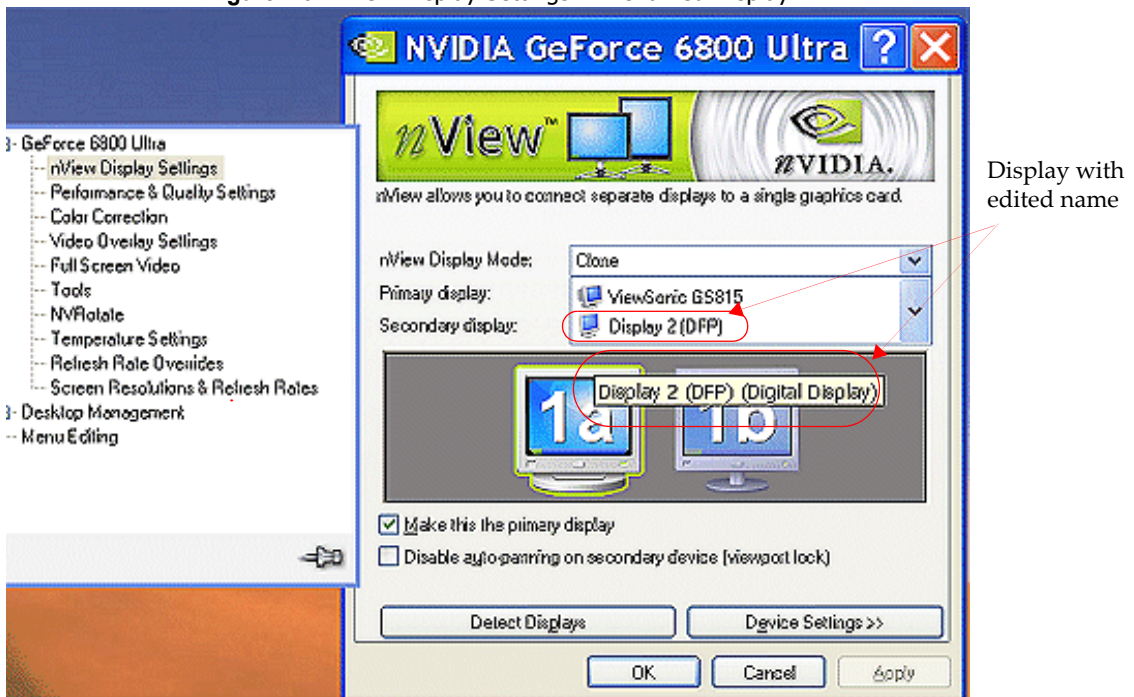 NVIDIA GeForce 6800 Ultra
nView™
NVIDIA.
nView allows you to connect separate displays to a single graphics card.
GeForce 6800 Ultra
nView Display Settings
Performance & Quality Settings
Color Correction
Video Overlay Settings
Full Screen Video
Tools
NVRotate
Temperature Settings
Refresh Rate Overrides
Screen Resolutions & Refresh Rates
Desktop Management
Menu Editing
nView Display Mode:
Clone
Primary display:
ViewSonic GS815
Secondary display:
Display 2 (DFP)
Display 2 (DFP) (Digital Display)
1a
1b
Make this the primary display
Disable auto-panning on secondary device (viewport lock)
Detect Displays
Device Settings >>
OK
Cancel
Apply
Display with
edited name